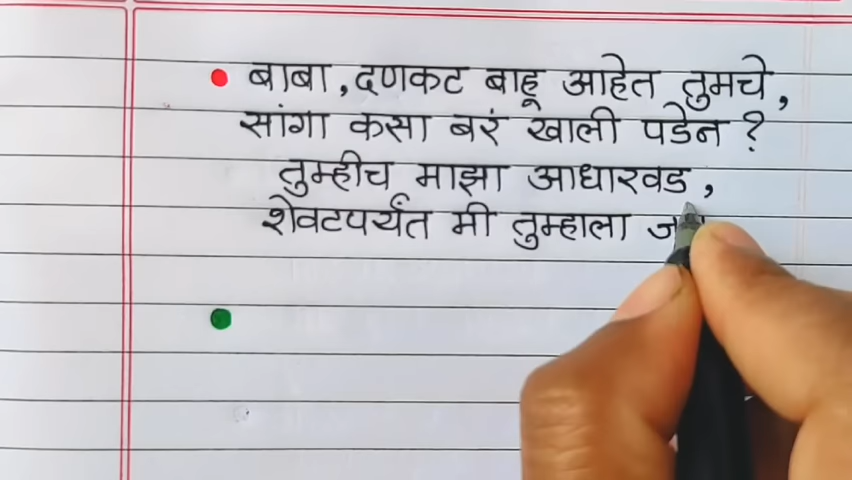 बाबा, दणकट बाहू आहेत तुमचे,
सांगा कसा बरं खाली पडेन ?
तुम्हीच माझा आधारवड,
शेवटपर्यंत मी तुम्हाला